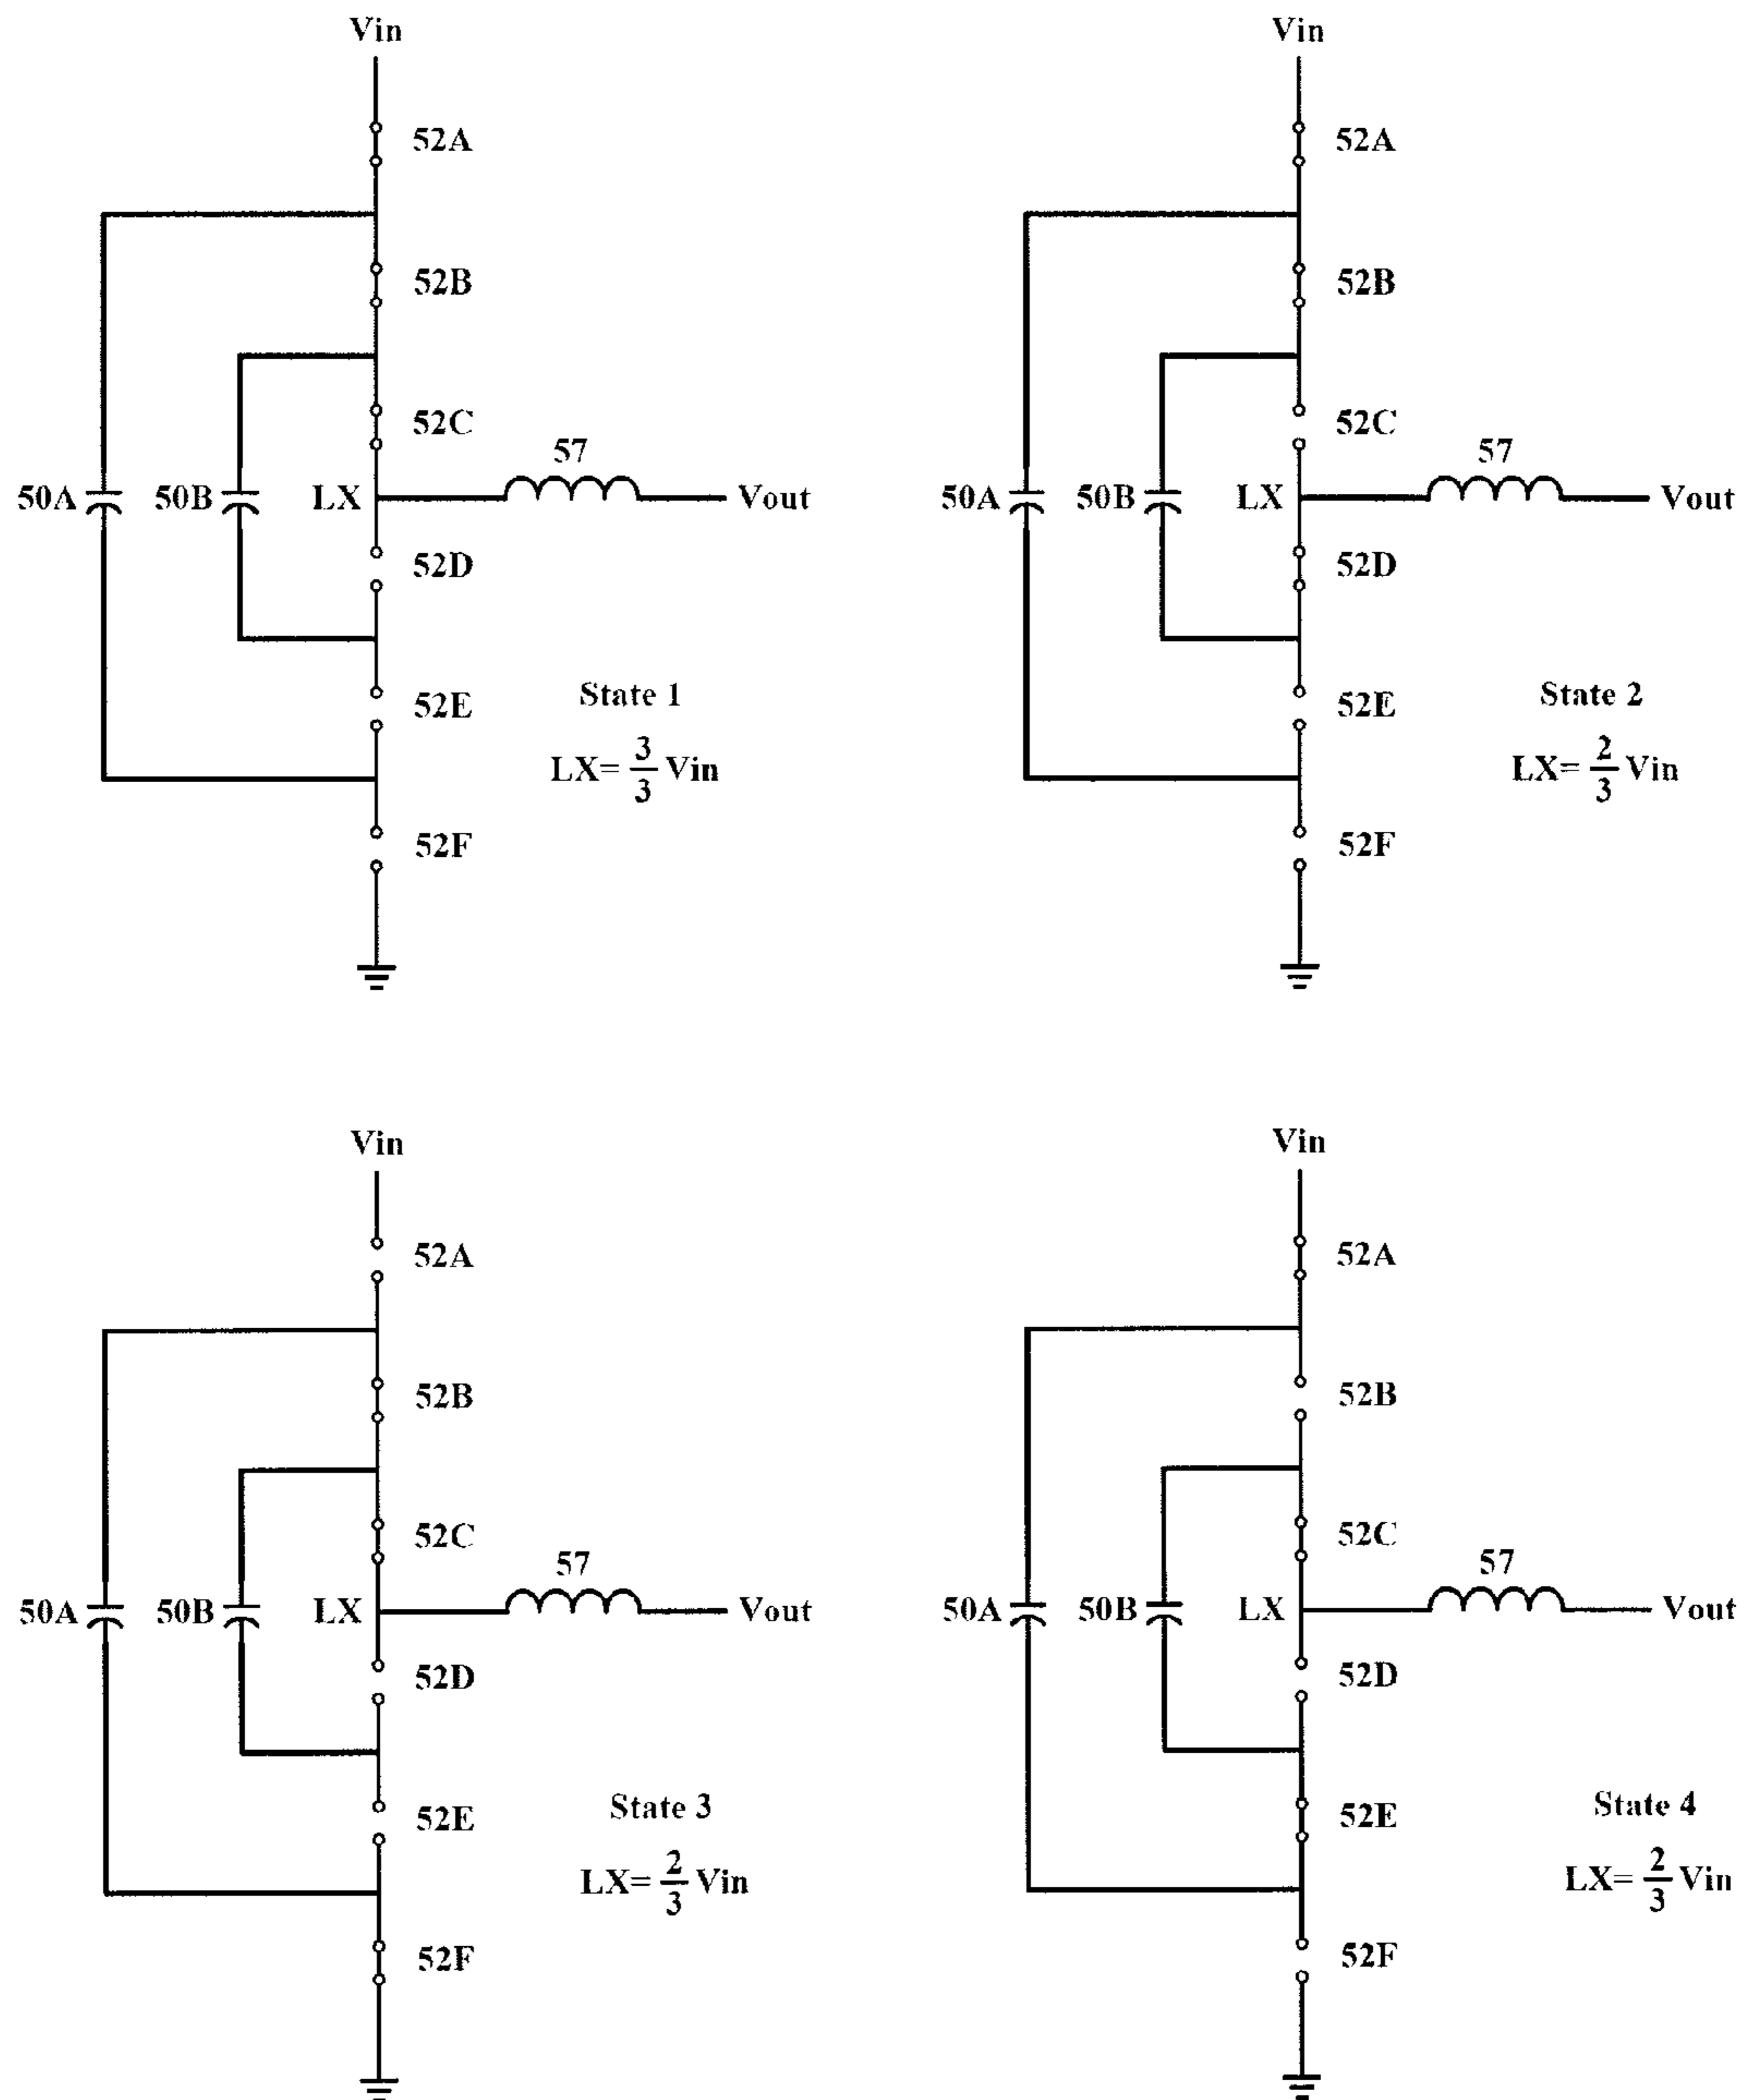 Vin
52A
52B
52C
57
50A
50B
LX
Vout
52D
52E
State 1
LX= 3/3 Vin
52F
Vin
52A
52B
52C
57
50A
50B
LX
Vout
52D
52E
State 2
LX= 2/3 Vin
52F
Vin
52A
52B
52C
57
50A
50B
LX
Vout
52D
52E
State 3
LX= 2/3 Vin
52F
Vin
52A
52B
52C
57
50A
50B
LX
Vout
52D
52E
State 4
LX= 2/3 Vin
52F